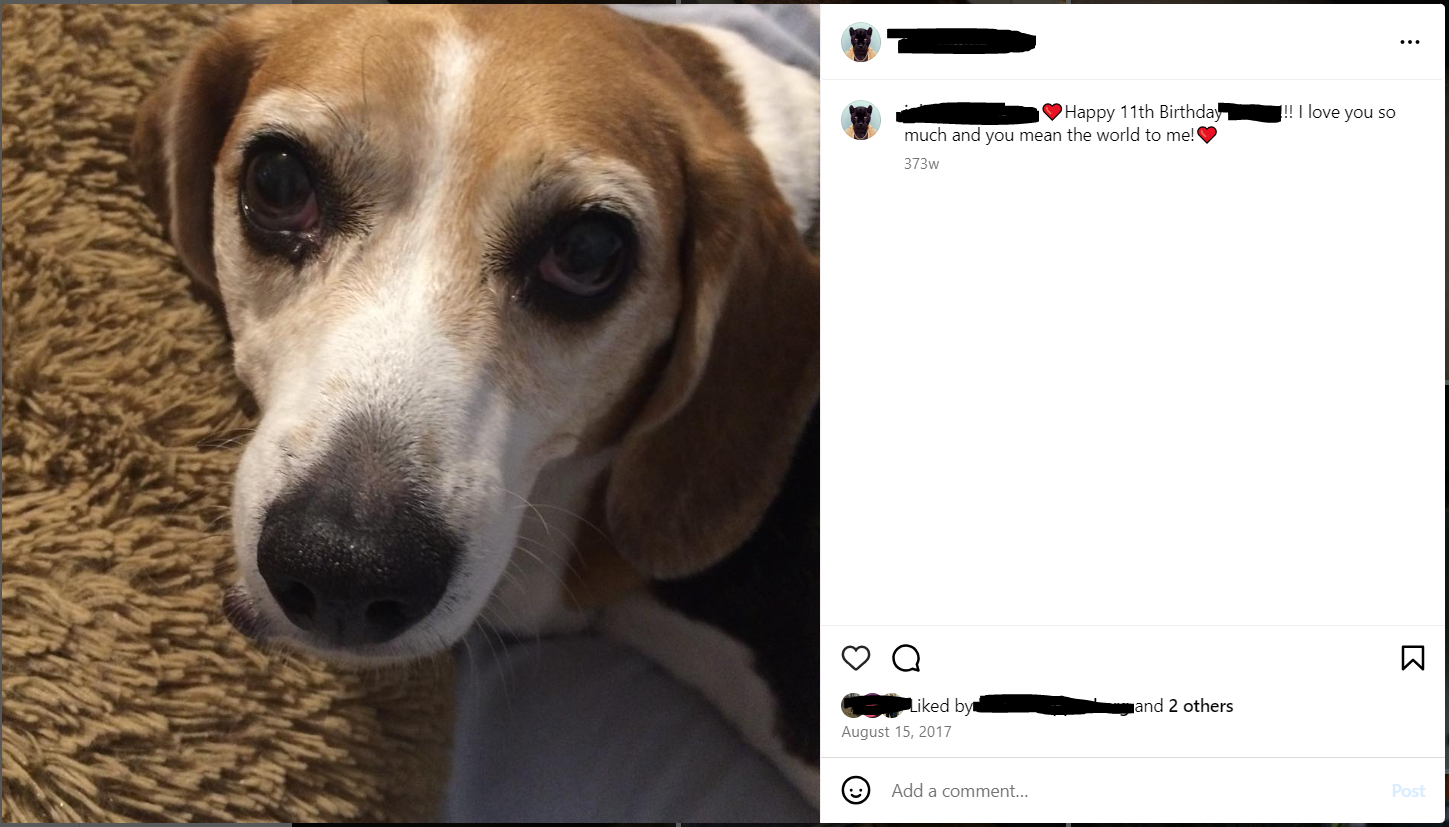 ❤️Happy 11th Birthday !!! I love you so
much and you mean the world to me!❤️
373w
Liked by and 2 others
August 15, 2017
Add a comment...
Post